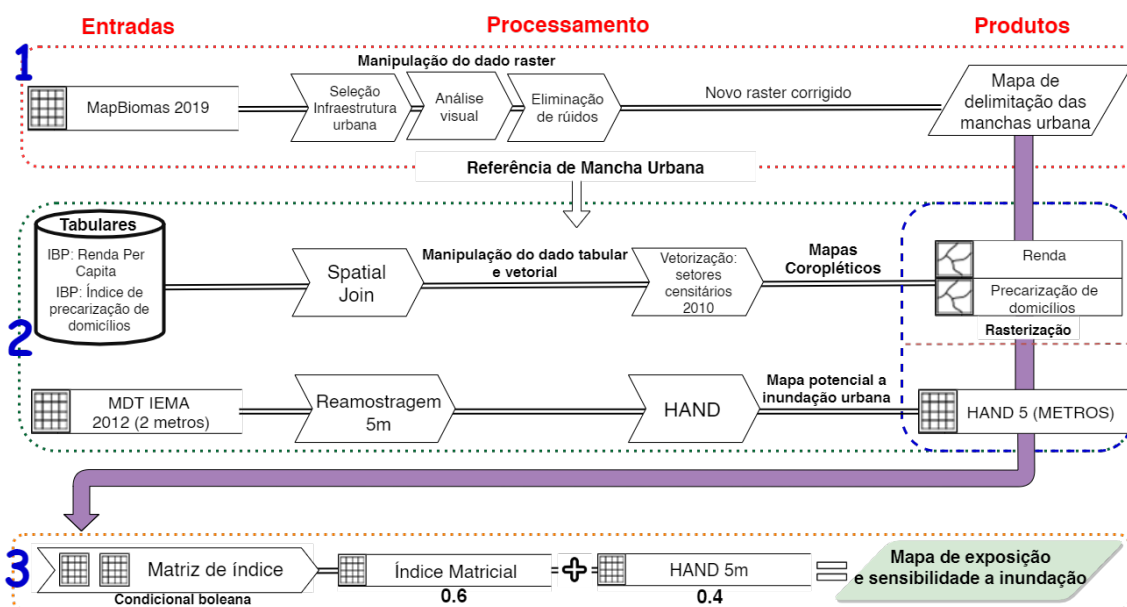 Entradas
Processamento
Produtos
1
Manipulação do dado raster
MapBiomas 2019
Seleção
Infraestrutura
urbana
Análise
visual
Eliminação
de rúidos
Novo raster corrigido
Mapa de
delimitação das
manchas urbana
Referência de Mancha Urbana
2
Tabulares
IBP: Renda Per
Capita
IBP: Índice de
precarização de
domicílios
Spatial
Join
Manipulação do dado tabular
e vetorial
Vetorização:
setores
censitários
2010
Mapas
Coropléticos
Renda
Precarização de
domicílios
Rasterização
MDT IEMA
2012 (2 metros)
Reamostragem
5m
HAND
Mapa potencial a
inundação urbana
HAND 5 (METROS)
3
Matriz de índice
Condicional boleana
Índice Matricial
0.6
HAND 5m
0.4
Mapa de exposição
e sensibilidade a inundação